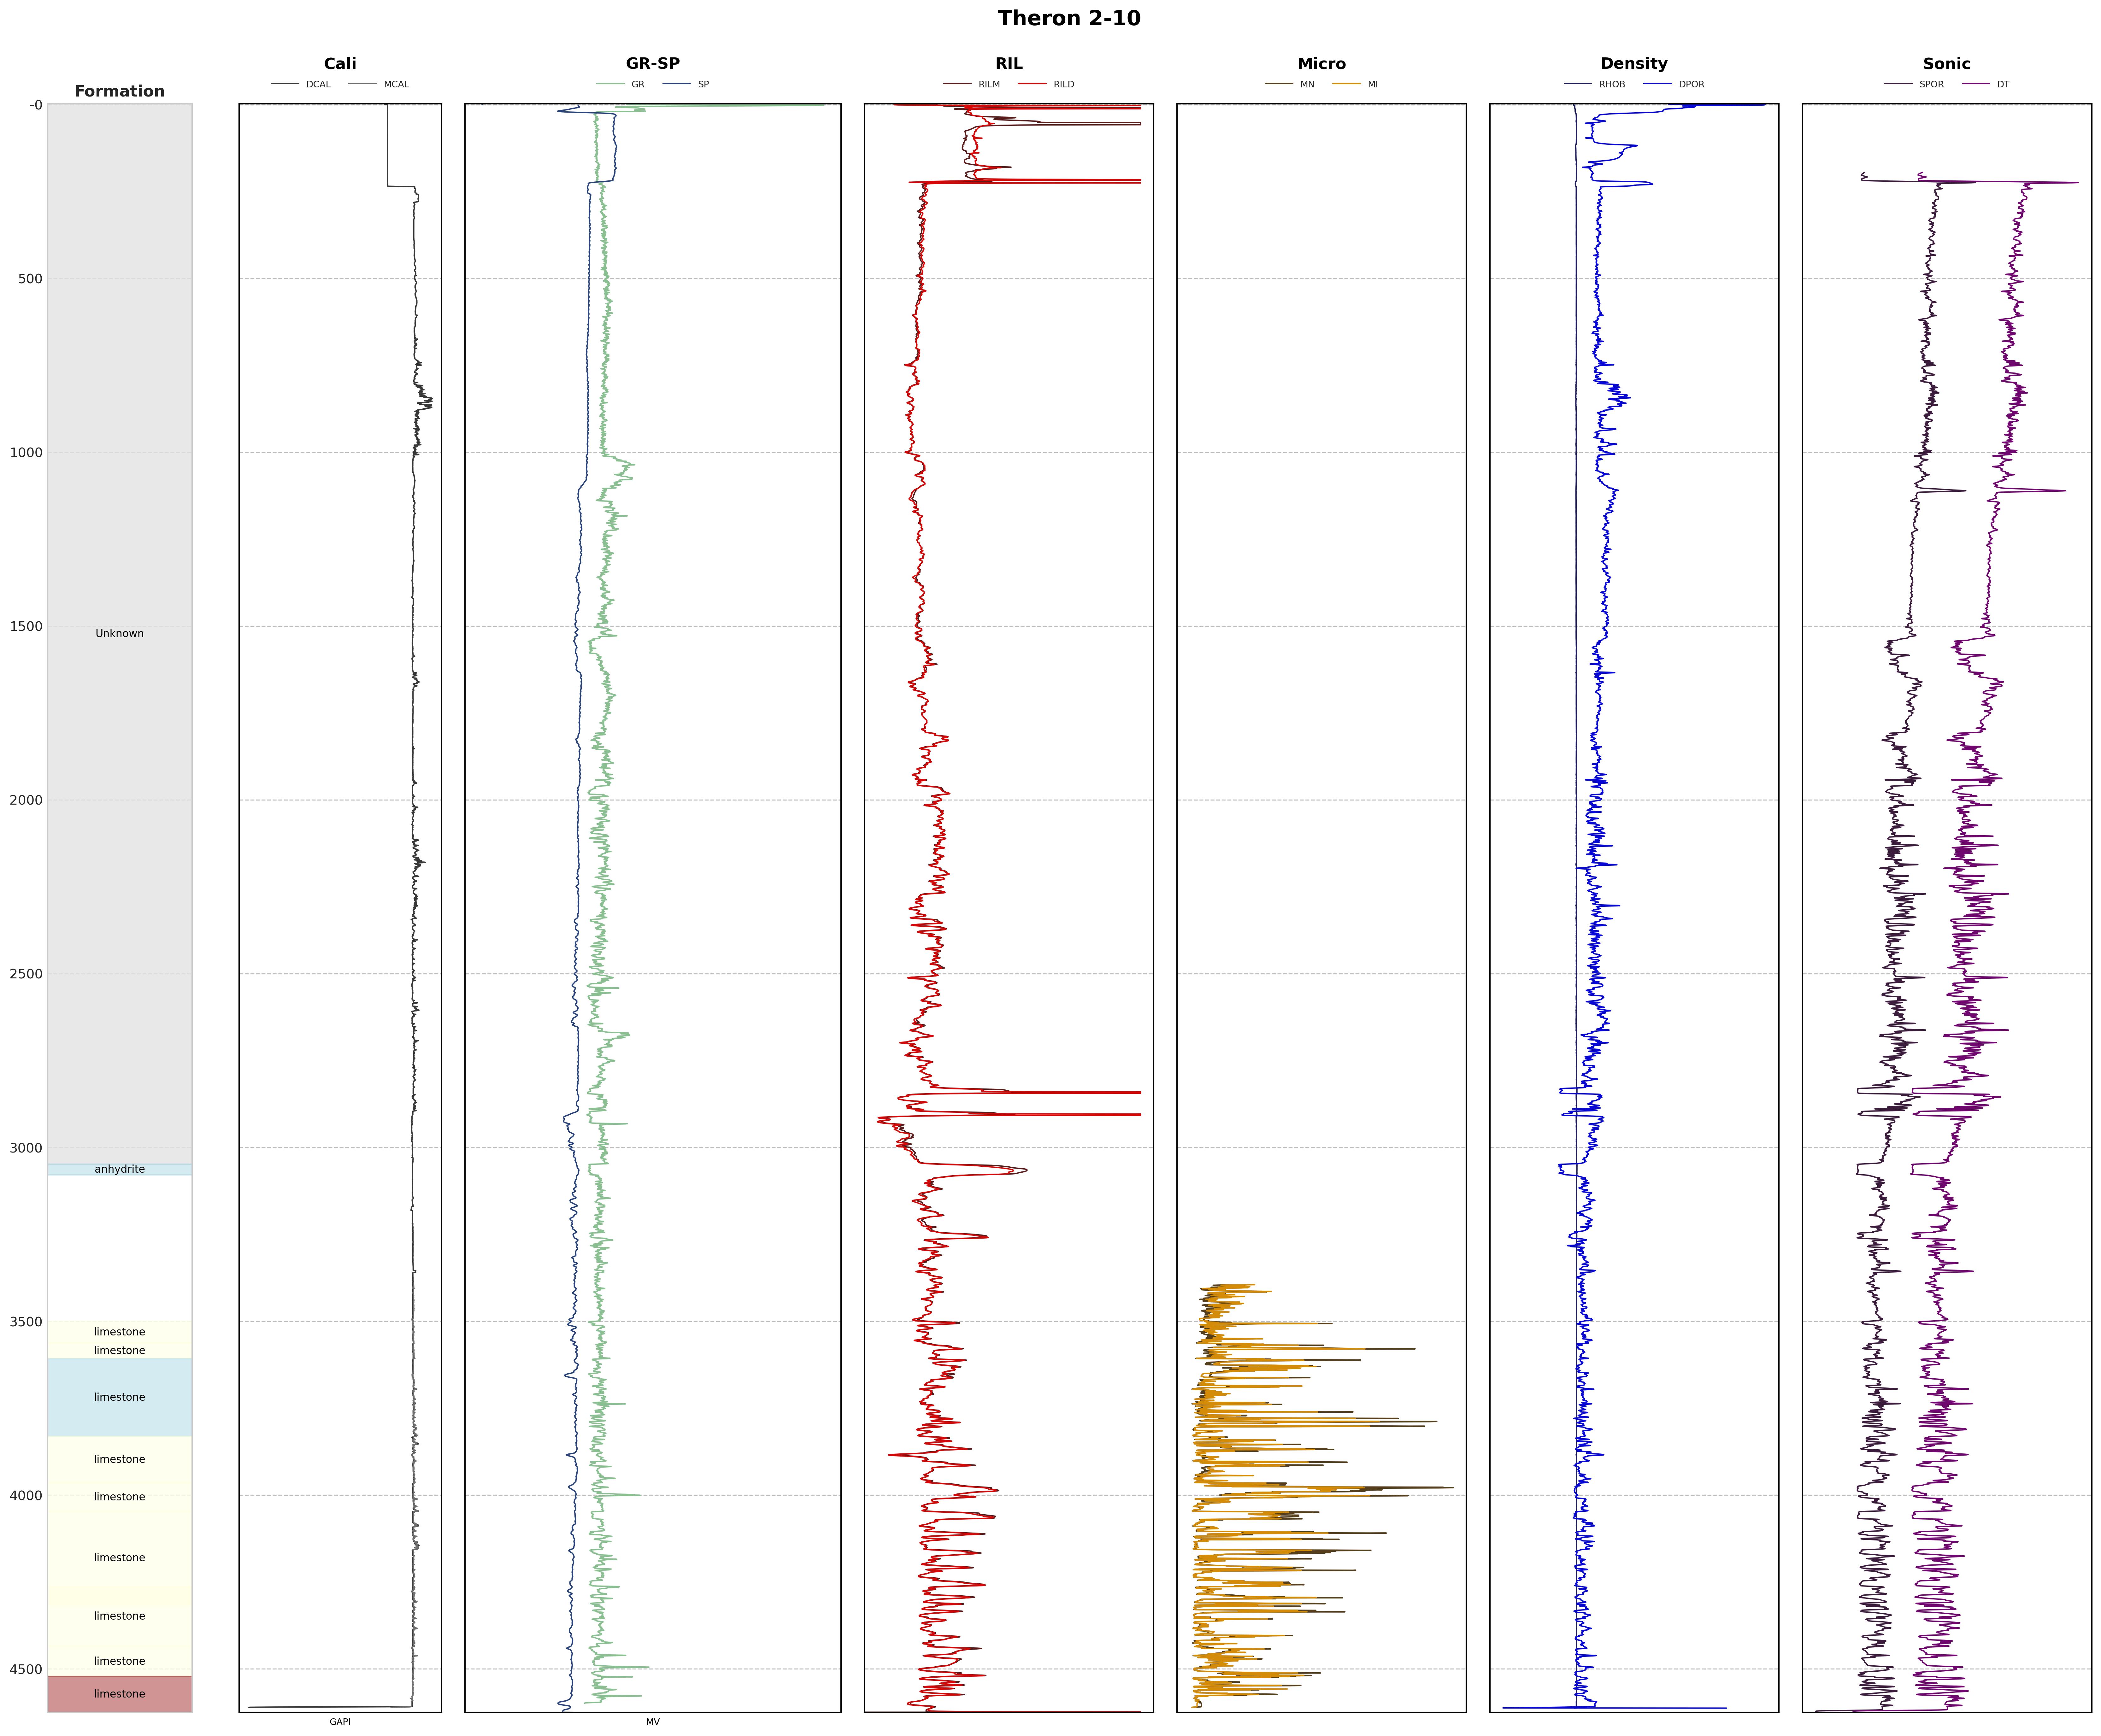 Theron 2-10
Formation
Cali
GR-SP
RIL
Micro
Density
Sonic
DCAL MCAL
GR SP
RILM RILD
MN MI
RHOB DPOR
SPOR DT
-0
500
1000
1500
2000
2500
3000
3500
4000
4500
Unknown
anhydrite
limestone
limestone
limestone
limestone
limestone
limestone
limestone
limestone
limestone
GAPI
MV